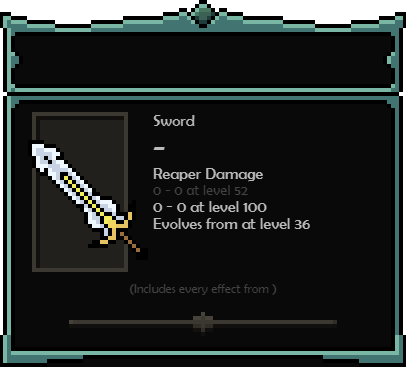 Sword
–
Reaper Damage
0 - 0 at level 52
0 - 0 at level 100
Evolves from at level 36
(Includes every effect from )